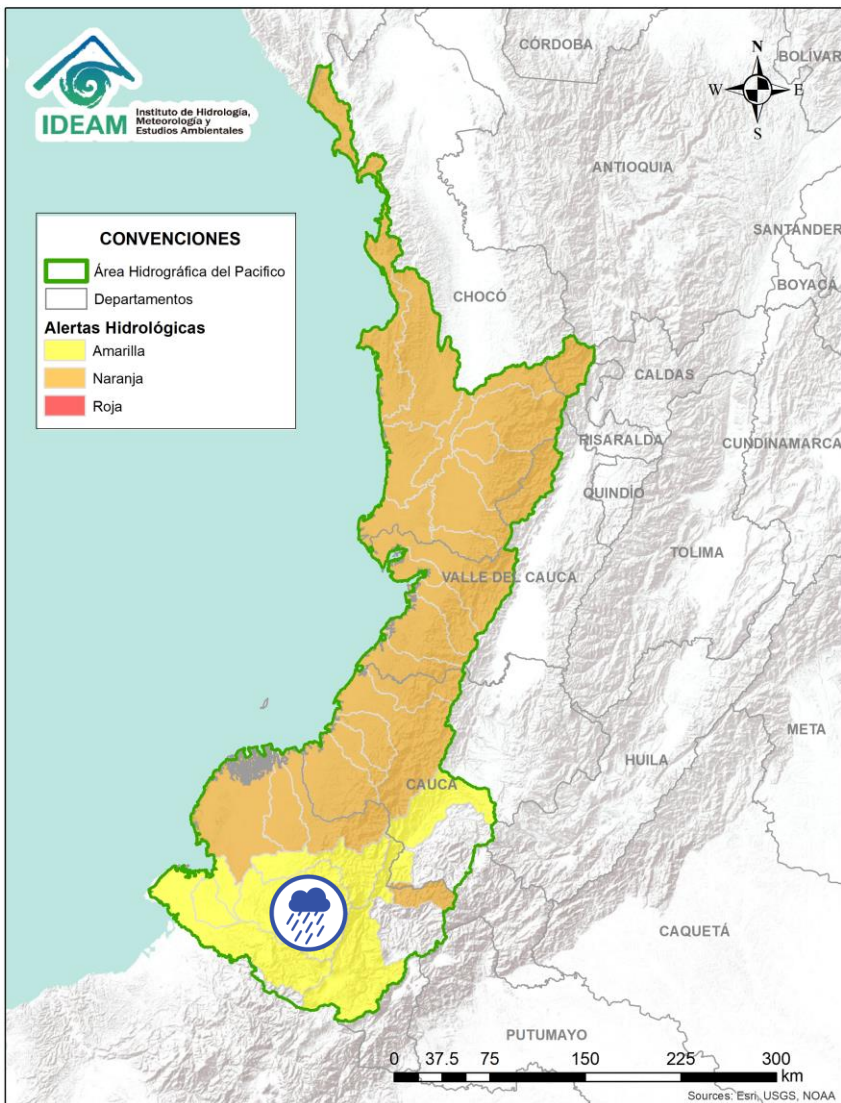 IDEAM
Instituto de Hidrología,
Meteorología y
Estudios Ambientales
CÓRDOBA
BOLÍVAR
N
W E
S
ANTIOQUIA
SANTANDER
BOYACÁ
CONVENCIONES
Área Hidrográfica del Pacifico
Departamentos
Alertas Hidrológicas
Amarilla
Naranja
Roja
CHOCÓ
CALDAS
RISARALDA
CUNDINAMARCA
QUINDÍO
TOLIMA
VALLE DEL CAUCA
META
HUILA
CAUCA
CAQUETÁ
PUTUMAYO
0 37.5 75 150 225 300
km
Sources: Esri, USGS, NOAA